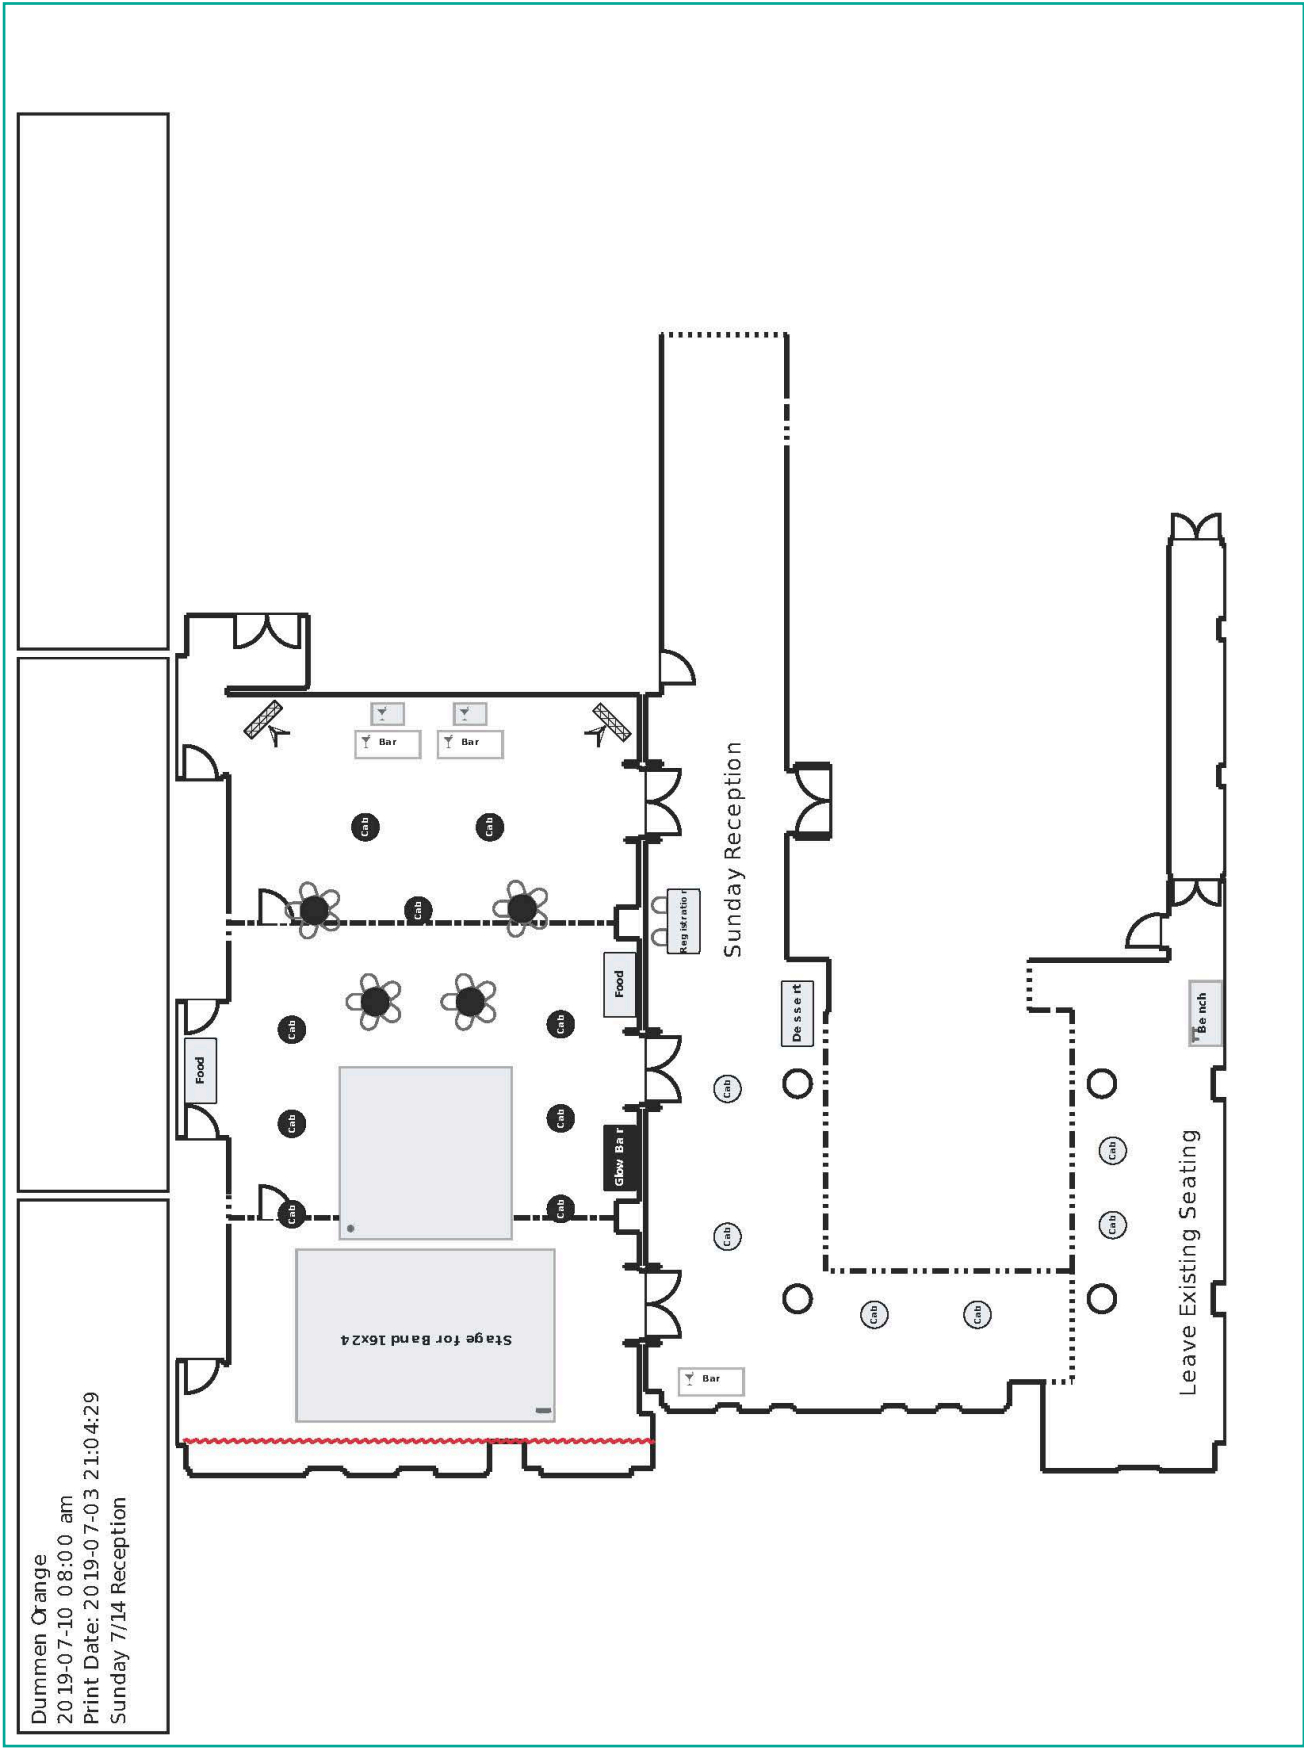 Dummen Orange
2019-07-10 08:00 am
Print Date: 2019-07-03 21:04:29
Sunday 7/14 Reception
Food
Cab
Cab
Cab
Stage for Band 16x24
Cab
Cab
Cab
Bar
Bar
Cab
Cab
Cab
Food
Glow Bar
Registration
Sunday Reception
Dessert
Cab
Cab
Bar
Cab
Cab
Cab
Cab
Bench
Leave Existing Seating